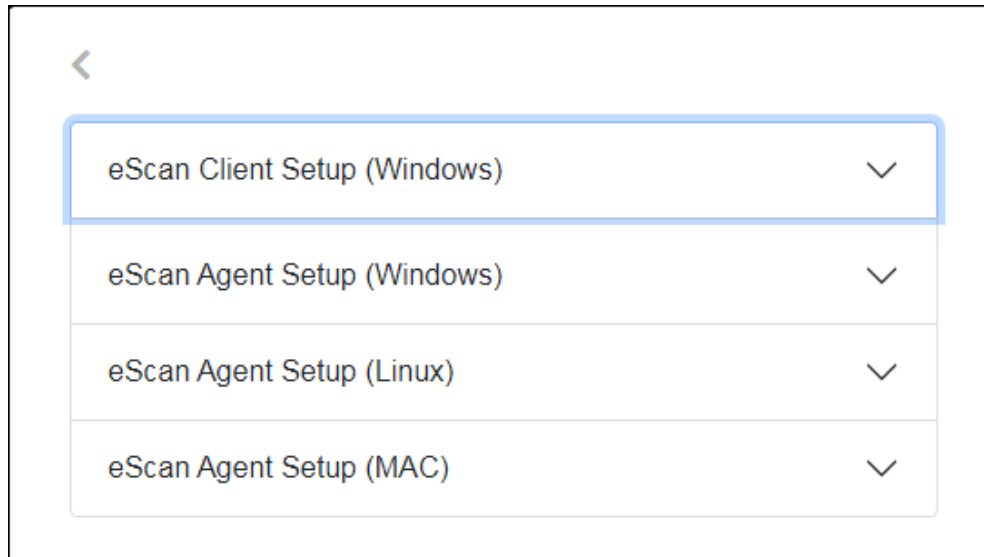 eScan Client Setup (Windows)
eScan Agent Setup (Windows)
eScan Agent Setup (Linux)
eScan Agent Setup (MAC)